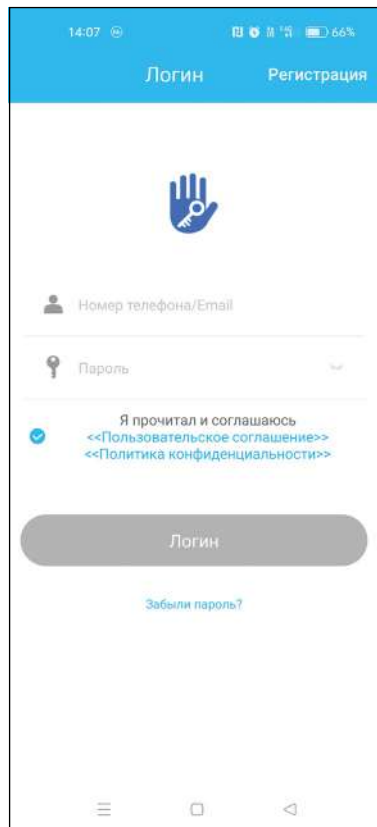 14:07
66%
Логин
Регистрация
Номер телефона/Email
Пароль
Я прочитал и соглашаюсь
<<Пользовательское соглашение>>
<<Политика конфиденциальности>>
Логин
Забыли пароль?